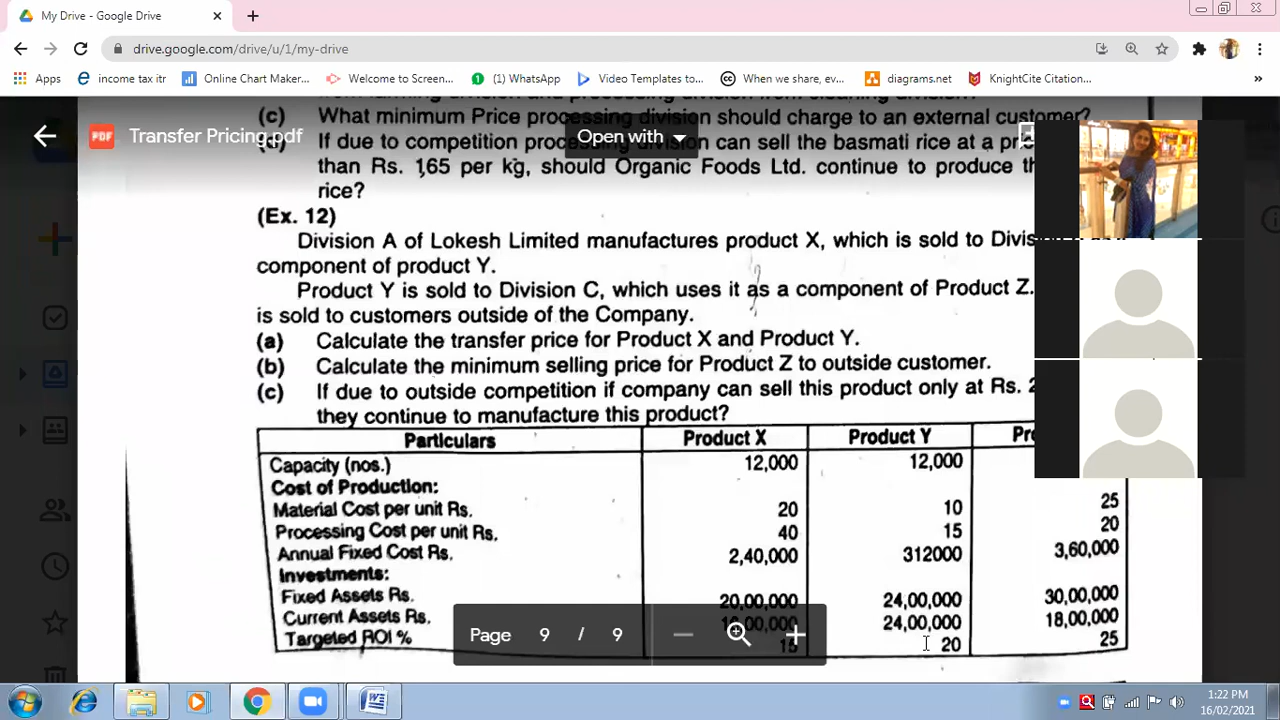 My Drive - Google Drive
drive.google.com/drive/u/1/my-drive
Apps income tax itr Online Chart Maker... Welcome to Screen... (1) WhatsApp Video Templates to... When we share, ev... diagrams.net KnightCite Citation... »
(c) What minimum Price processing division should charge to an external customer?
PDF Transfer Pricing.pdf Open with
If due to competition processing division can sell the basmati rice at a
than Rs. 165 per kg, should Organic Foods Ltd. continue to produce
rice?
(Ex. 12)
Division A of Lokesh Limited manufactures product X, which is sold to
component of product Y.
Product Y is sold to Division C, which uses it as a component of Product Z.
is sold to customers outside of the Company.
(a) Calculate the transfer price for Product X and Product Y.
(b) Calculate the minimum selling price for Product Z to outside customer.
(c) If due to outside competition if company can sell this product only at Rs.
they continue to manufacture this product?
Particulars Product X Product Y
Capacity (nos.) 12,000 12,000
Cost of Production:
Material Cost per unit Rs. 20 10 25
Processing Cost per unit Rs. 40 15 20
Annual Fixed Cost Rs. 2,40,000 312000 3,60,000
Investments:
Fixed Assets Rs. 20,00,000 24,00,000 30,00,000
Current Assets Rs. 24,00,000 18,00,000
Targeted ROI % 15 20 25
Page 9 / 9
1:22 PM
16/02/2021